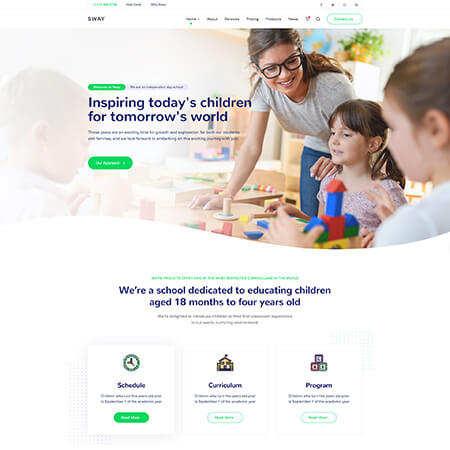 Help Desk
SWAY
Home
About
Services
Pricing
Products
News
Contact Us
Welcome to Sway
We are an independent day school
Inspiring today's children
for tomorrow's world
These years are an exciting time for growth and exploration for both our students
and families, and we look forward to embarking on this exciting journey with you.
Our Approach
WE'RE PROUD TO OFFER ONE OF THE MOST RESPECTED CURRICULUMS IN THE WORLD
We're a school dedicated to educating children
aged 18 months to four years old
We're delighted to introduce children to their first classroom experience
in our warm, nurturing environment.
Schedule
Curriculum
Program
Children who turn five years old prior
to September 1 of the academic year
Children who turn five years old prior
to September 1 of the academic year
Children who turn five years old prior
to September 1 of the academic year
Read More
Read More
Read More